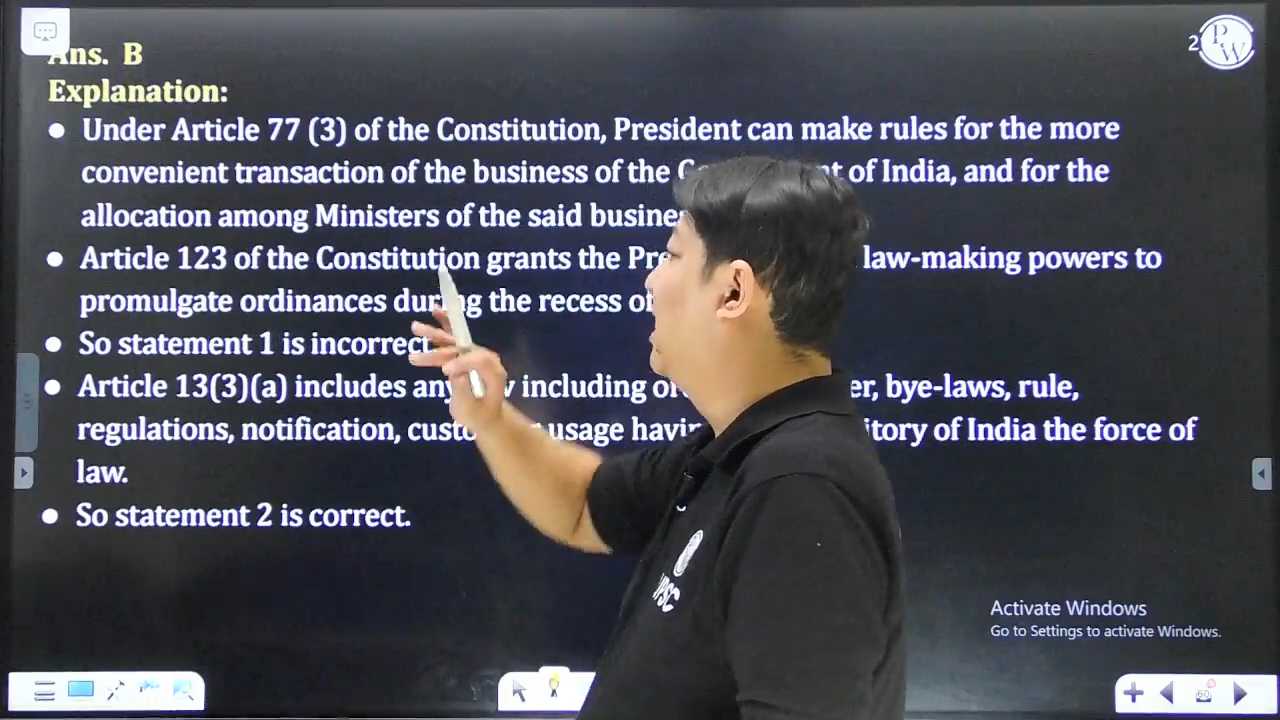 Ans. B
2
PW
Explanation:
Under Article 77 (3) of the Constitution, President can make rules for the more
convenient transaction of the business of the of India, and for the
allocation among Ministers of the said
Article 123 of the Constitution grants the law-making powers to
promulgate ordinances during the recess of
So statement 1 is incorrect
Article 13(3)(a) includes any including bye-laws, rule,
regulations, notification, usage of India the force of
law.
So statement 2 is correct.
Activate Windows
Go to Settings to activate Windows.
60